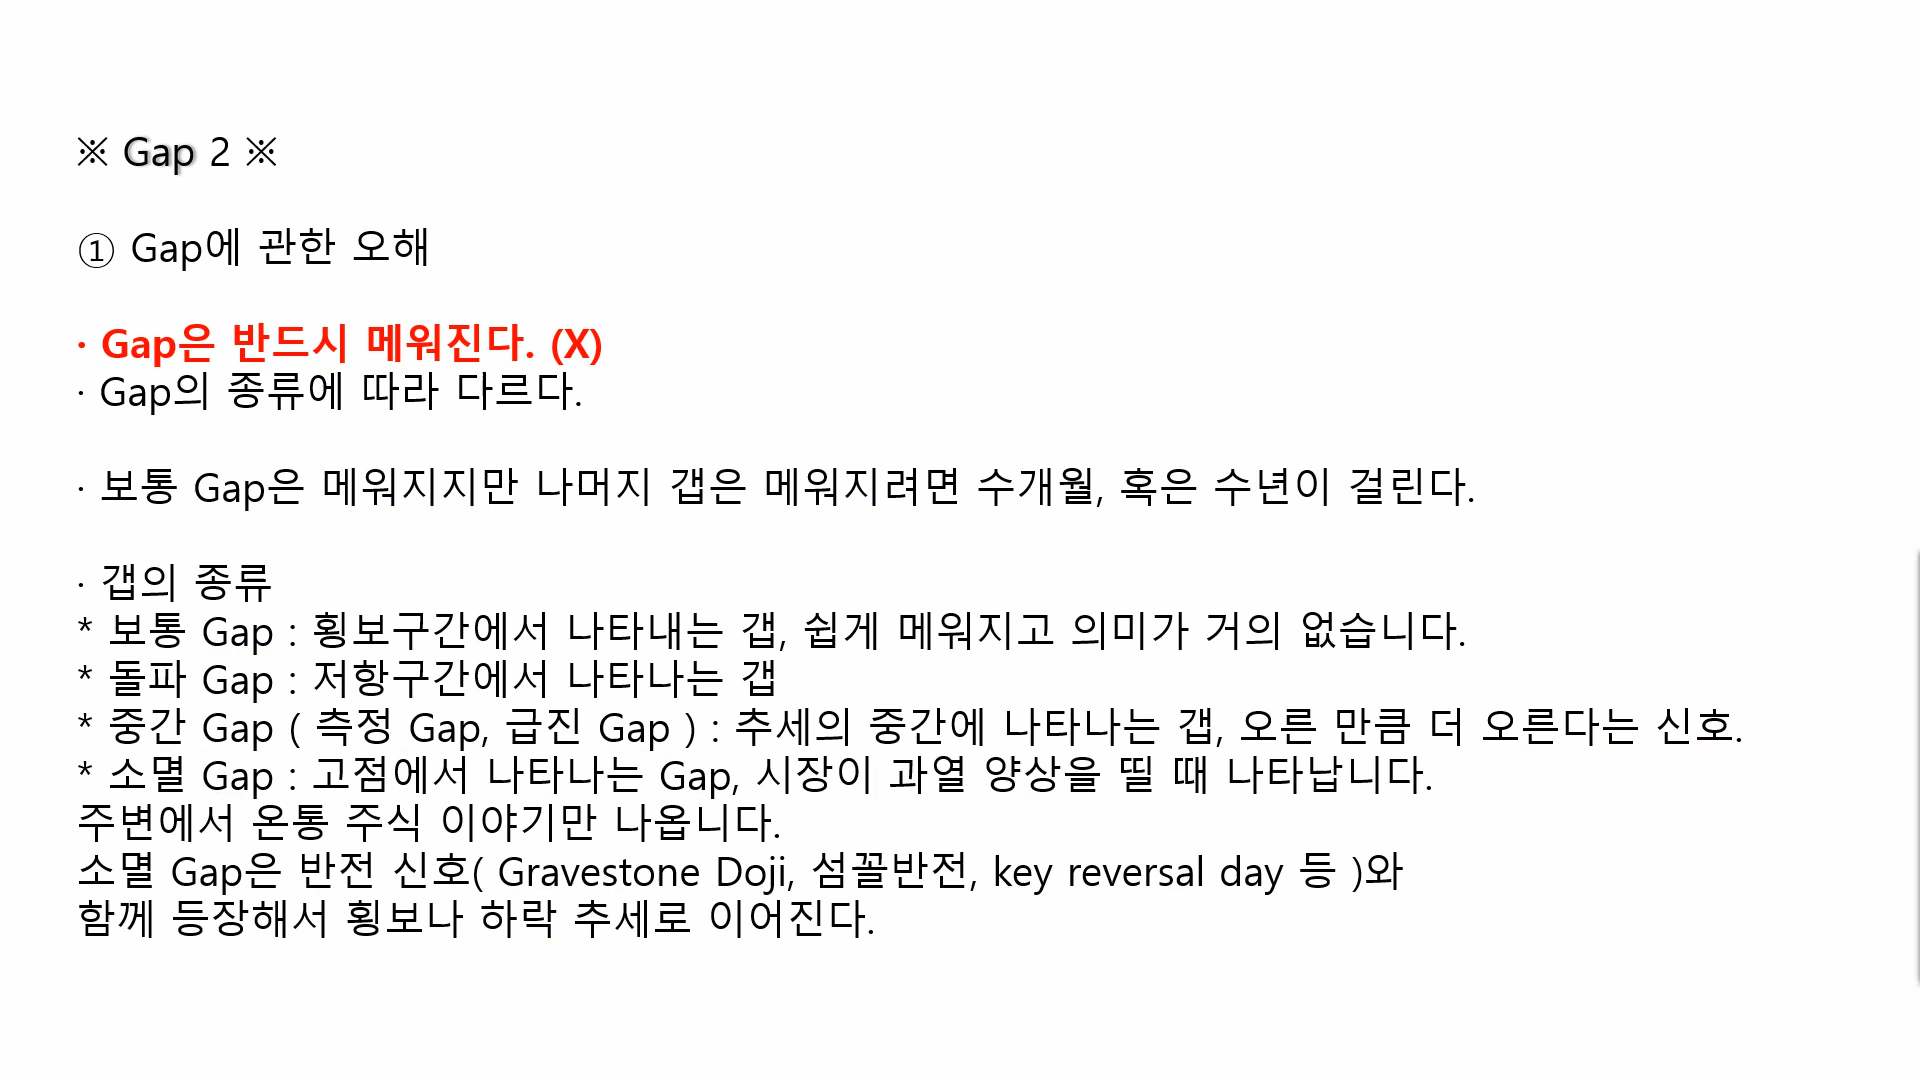 ※ Gap 2 ※
① Gap에 관한 오해
· Gap은 반드시 메워진다. (X)
· Gap의 종류에 따라 다르다.
· 보통 Gap은 메워지지만 나머지 갭은 메워지려면 수개월, 혹은 수년이 걸린다.
· 갭의 종류
* 보통 Gap : 횡보구간에서 나타내는 갭, 쉽게 메워지고 의미가 거의 없습니다.
* 돌파 Gap : 저항구간에서 나타나는 갭
* 중간 Gap ( 측정 Gap, 급진 Gap ) : 추세의 중간에 나타나는 갭, 오른 만큼 더 오른다는 신호.
* 소멸 Gap : 고점에서 나타나는 Gap, 시장이 과열 양상을 띌 때 나타납니다.
주변에서 온통 주식 이야기만 나옵니다.
소멸 Gap은 반전 신호( Gravestone Doji, 섬꼴반전, key reversal day 등 )와
함께 등장해서 횡보나 하락 추세로 이어진다.